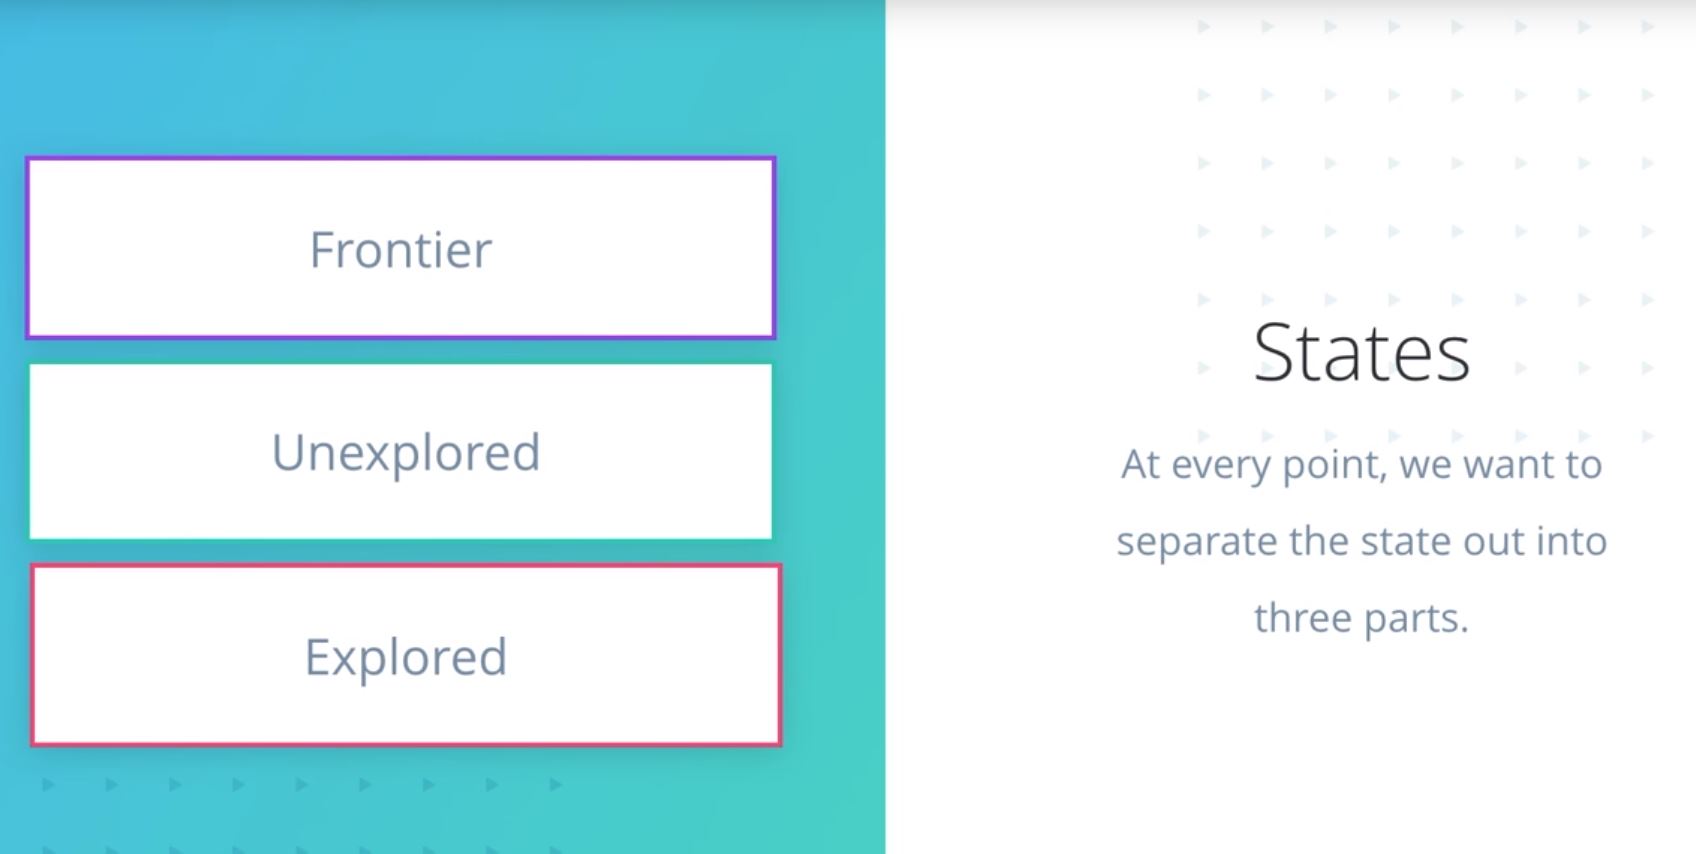 Frontier
Unexplored
Explored
States
At every point, we want to
separate the state out into
three parts.